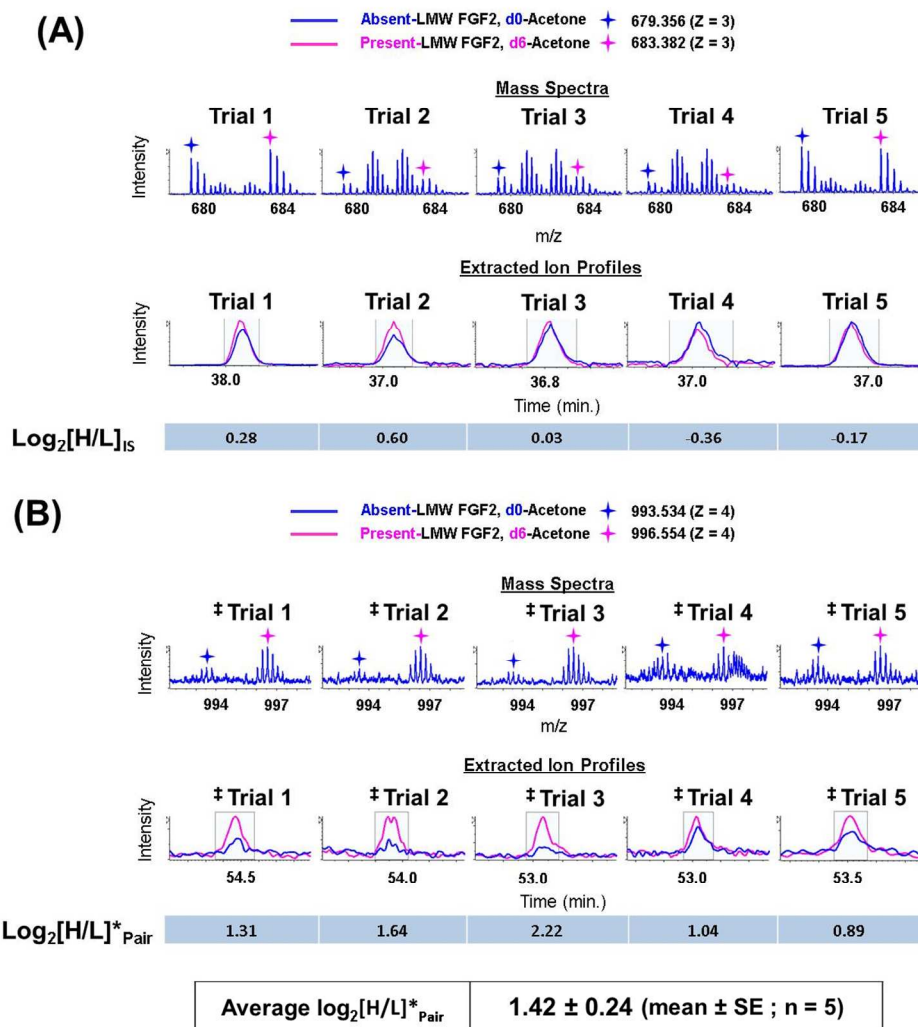 (A)
Absent-LMW FGF2, d0-Acetone 679.356 (Z = 3)
Present-LMW FGF2, d6-Acetone 683.382 (Z = 3)
Mass Spectra
Trial 1 Trial 2 Trial 3 Trial 4 Trial 5
Intensity
680 684 680 684 680 684 680 684 680 684
m/z
Extracted Ion Profiles
Trial 1 Trial 2 Trial 3 Trial 4 Trial 5
Intensity
38.0 37.0 36.8 37.0 37.0
Time (min.)
Log2[H/L]IS 0.28 0.60 0.03 -0.36 -0.17
(B)
Absent-LMW FGF2, d0-Acetone 993.534 (Z = 4)
Present-LMW FGF2, d6-Acetone 996.554 (Z = 4)
Mass Spectra
‡ Trial 1 ‡ Trial 2 ‡ Trial 3 ‡ Trial 4 ‡ Trial 5
Intensity
994 997 994 997 994 997 994 997 994 997
m/z
Extracted Ion Profiles
‡ Trial 1 ‡ Trial 2 ‡ Trial 3 ‡ Trial 4 ‡ Trial 5
Intensity
54.5 54.0 53.0 53.0 53.5
Time (min.)
Log2[H/L]*Pair 1.31 1.64 2.22 1.04 0.89
Average log2[H/L]*Pair 1.42 ± 0.24 (mean ± SE ; n = 5)